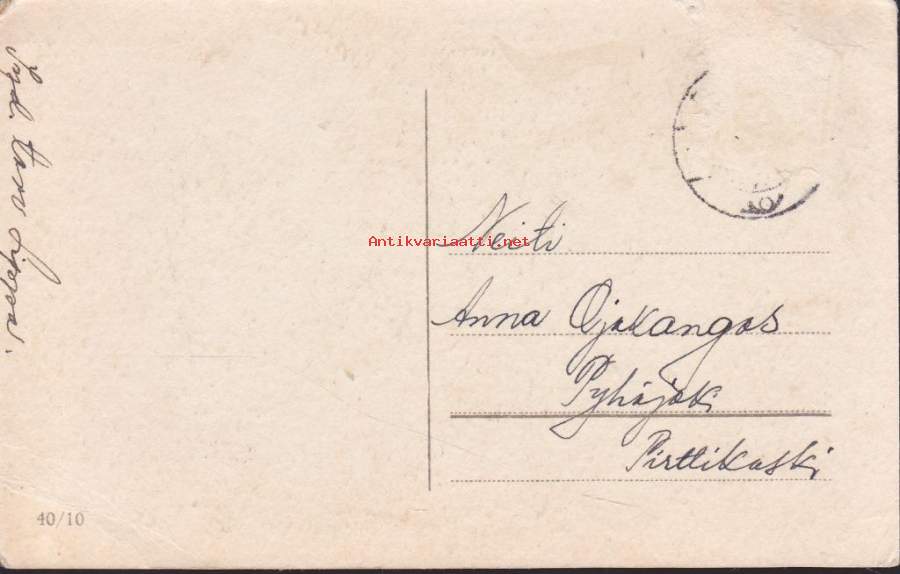 Neiti
Antikvariaatti.net
Anna Ojakangas
Pyhäjoki
Pirttikoski
40/10